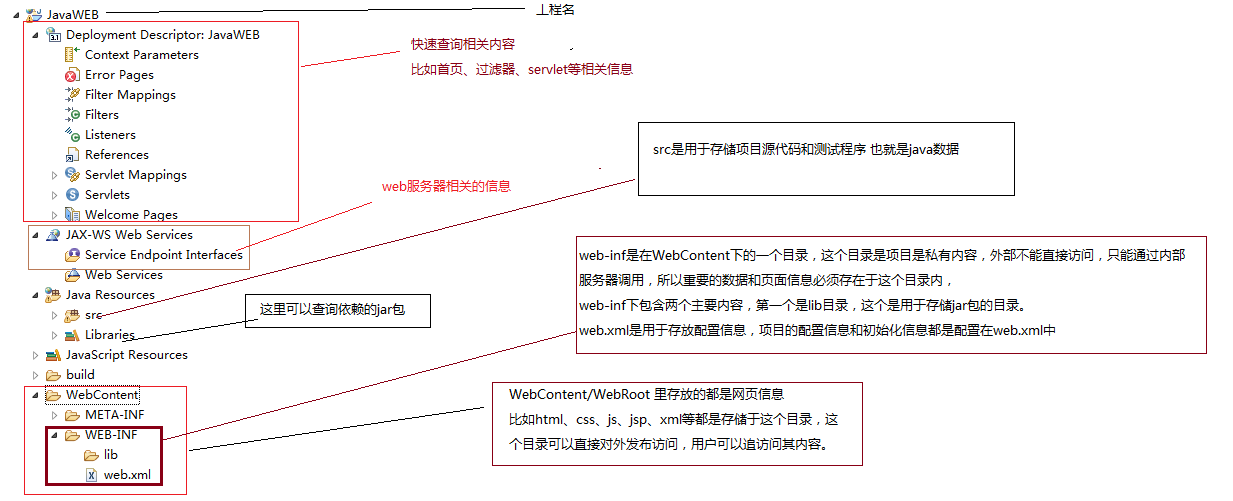 JavaWEB
工程名
Deployment Descriptor: JavaWEB
Context Parameters
Error Pages
Filter Mappings
Filters
Listeners
References
Servlet Mappings
Servlets
Welcome Pages
快速查询相关内容
比如首页、过滤器、servlet等相关信息
src是用于存储项目源代码和测试程序 也就是java数据
web服务器相关的信息
JAX-WS Web Services
Service Endpoint Interfaces
Web Services
Java Resources
src
Libraries
这里可以查询依赖的jar包
web-inf是在WebContent下的一个目录，这个目录是项目是私有内容，外部不能直接访问，只能通过内部
服务器调用，所以重要的数据和页面信息必须存在于这个目录内，
web-inf下包含两个主要内容，第一个是lib目录，这个是用于存储jar包的目录。
web.xml是用于存放配置信息，项目的配置信息和初始化信息都是配置在web.xml中
JavaScript Resources
build
WebContent
META-INF
WEB-INF
lib
web.xml
WebContent/WebRoot 里存放的都是网页信息
比如html、css、js、jsp、xml等都是存储于这个目录，这
个目录可以直接对外发布访问，用户可以追访问其内容。
3.1